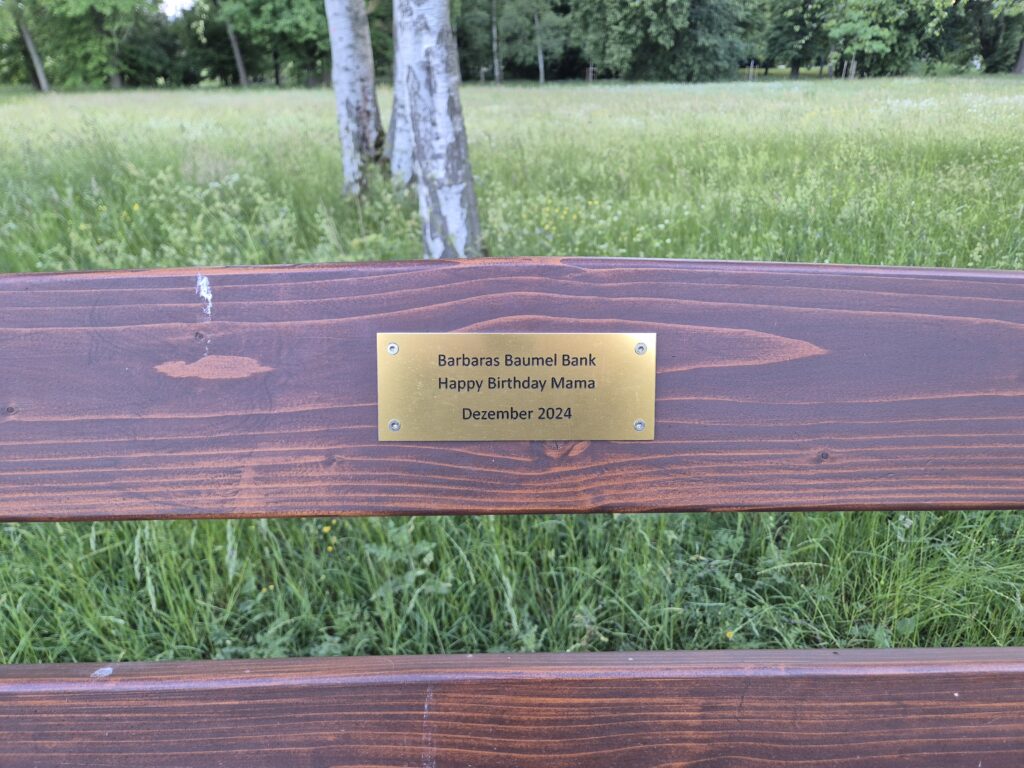 Barbaras Baumel Bank
Happy Birthday Mama
Dezember 2024